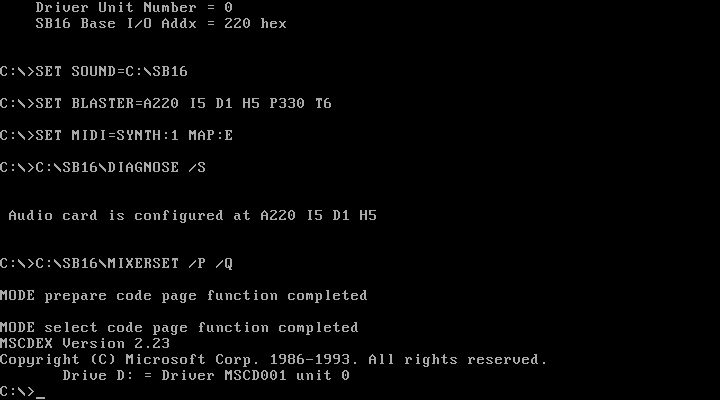 Driver Unit Number = 0
SB16 Base I/O Addx = 220 hex
C:\>SET SOUND=C:\SB16
C:\>SET BLASTER=A220 I5 D1 H5 P330 T6
C:\>SET MIDI=SYNTH:1 MAP:E
C:\>C:\SB16\DIAGNOSE /S
Audio card is configured at A220 I5 D1 H5
C:\>C:\SB16\MIXERSET /P /Q
MODE prepare code page function completed
MODE select code page function completed
MSCDEX Version 2.23
Copyright (C) Microsoft Corp. 1986-1993. All rights reserved.
Drive D: = Driver MSCD001 unit 0
C:\>_